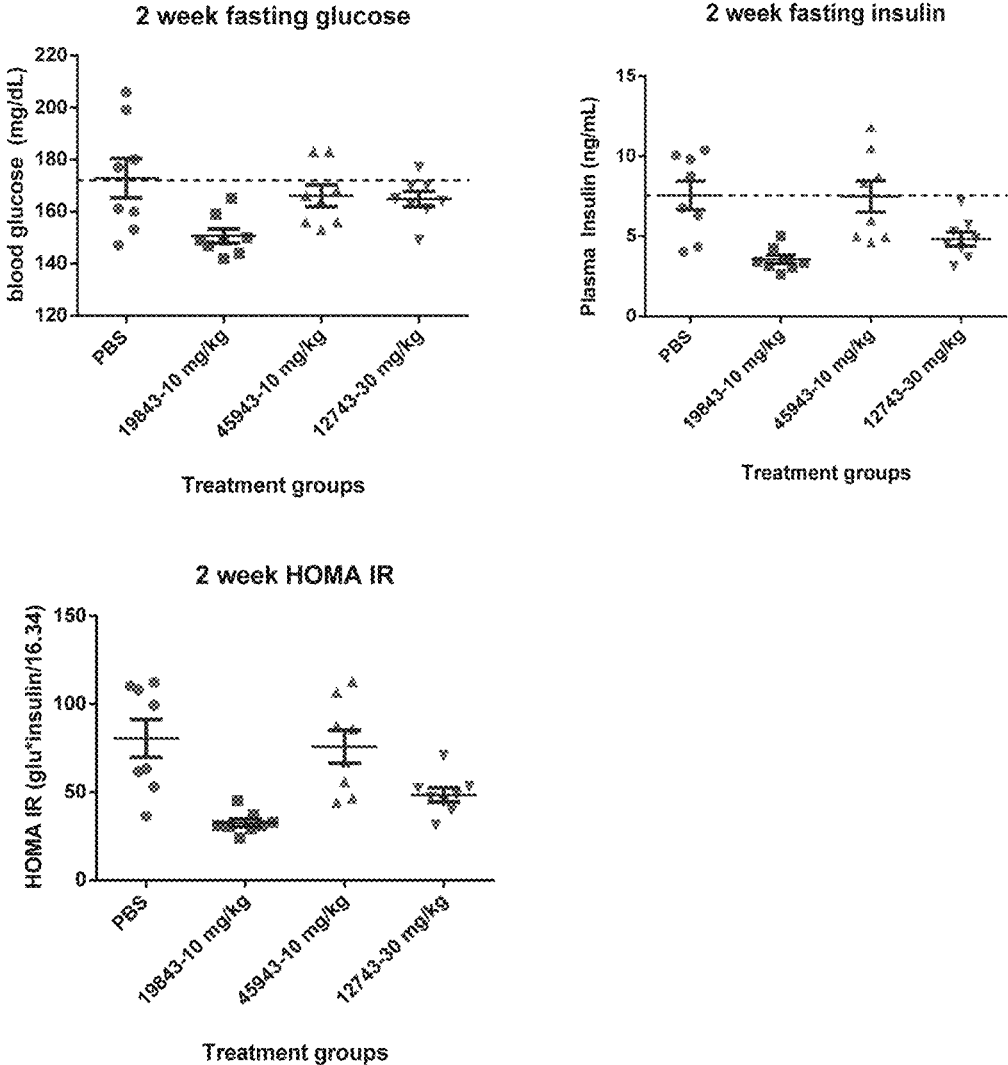 2 week fasting glucose
blood glucose (mg/dL)
220
200
180
160
140
120
PBS
19843-10 mg/kg
45943-10 mg/kg
12743-30 mg/kg
Treatment groups
2 week fasting insulin
Plasma Insulin (ng/mL)
15
10
5
0
PBS
19843-10 mg/kg
45943-10 mg/kg
12743-30 mg/kg
Treatment groups
2 week HOMA IR
HOMA IR (glu*insulin/16.34)
150
100
50
0
PBS
19843-10 mg/kg
45943-10 mg/kg
12743-30 mg/kg
Treatment groups